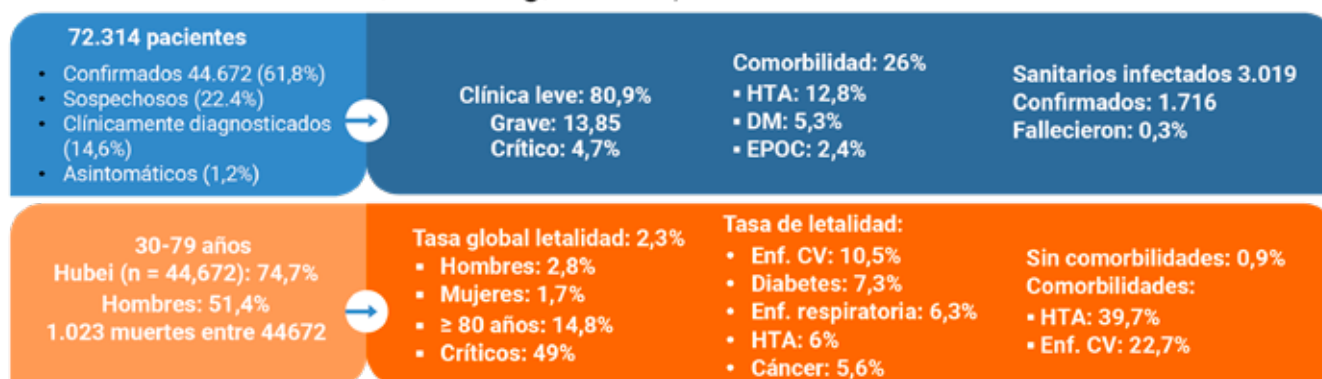 72.314 pacientes
• Confirmados 44.672 (61,8%)
• Sospechosos (22.4%)
• Clínicamente diagnosticados
(14,6%)
• Asintomáticos (1,2%)
Clínica leve: 80,9%
Grave: 13,85
Crítico: 4,7%
Comorbilidad: 26%
▪ HTA: 12,8%
▪ DM: 5,3%
▪ EPOC: 2,4%
Sanitarios infectados 3.019
Confirmados: 1.716
Fallecieron: 0,3%
30-79 años
Hubei (n = 44,672): 74,7%
Hombres: 51,4%
1.023 muertes entre 44672
Tasa global letalidad: 2,3%
▪ Hombres: 2,8%
▪ Mujeres: 1,7%
▪ ≥ 80 años: 14,8%
▪ Críticos: 49%
Tasa de letalidad:
• Enf. CV: 10,5%
• Diabetes: 7,3%
• Enf. respiratoria: 6,3%
• HTA: 6%
• Cáncer: 5,6%
Sin comorbilidades: 0,9%
Comorbilidades:
▪ HTA: 39,7%
▪ Enf. CV: 22,7%